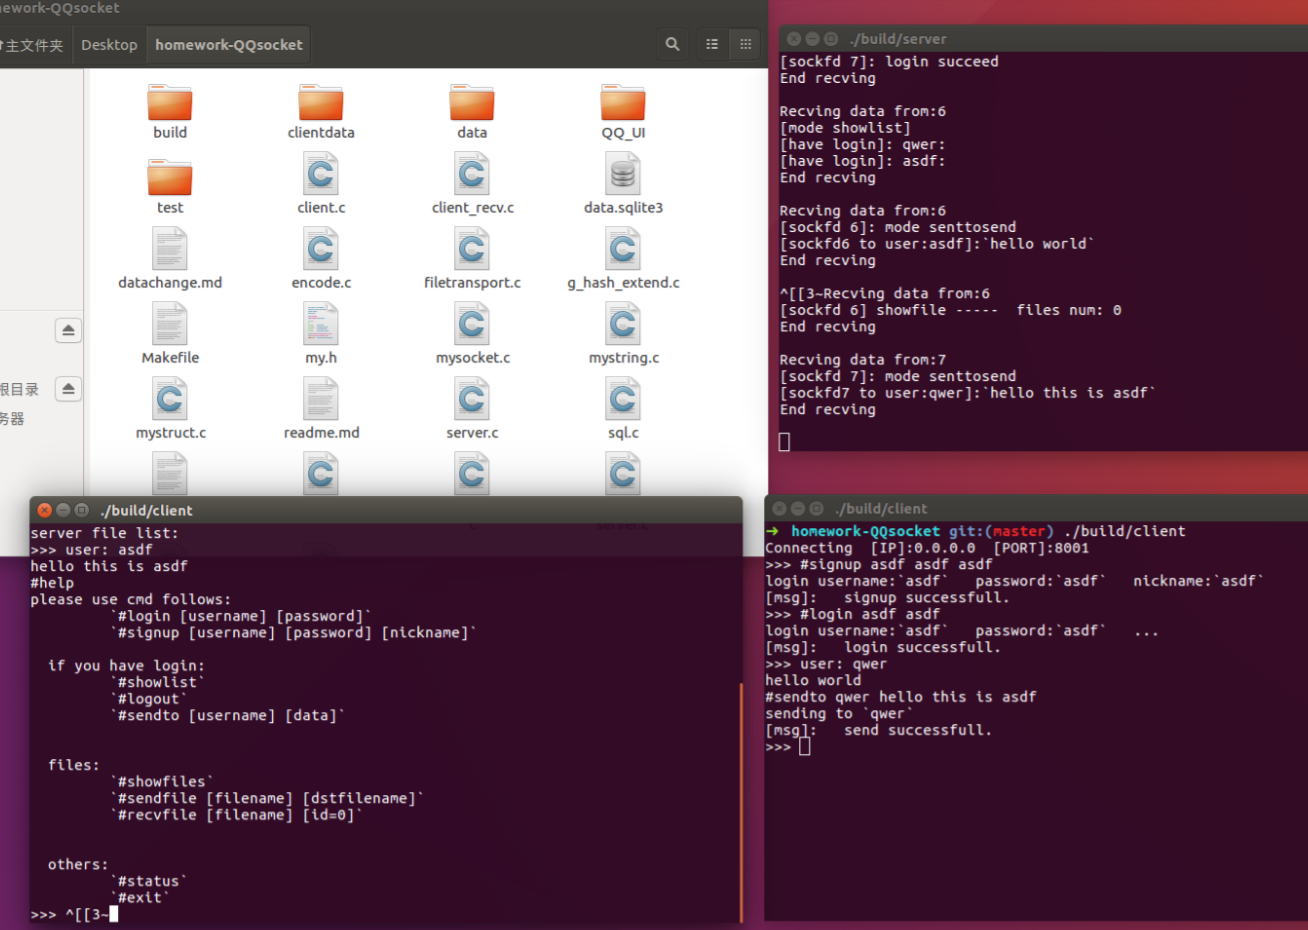 ework-QQsocket
主文件夹 Desktop homework-QQsocket
build clientdata data QQ_UI
test client.c client_recv.c data.sqlite3
datachange.md encode.c filetransport.c g_hash_extend.c
Makefile my.h mysocket.c mystring.c
mystruct.c readme.md server.c sql.c
根目录
务器
./build/server
[sockfd 7]: login succeed
End recving
Recving data from:6
[mode showlist]
[have login]: qwer:
[have login]: asdf:
End recving
Recving data from:6
[sockfd 6]: mode senttosend
[sockfd6 to user:asdf]:`hello world`
End recving
^[[3~Recving data from:6
[sockfd 6] showfile -----  files num: 0
End recving
Recving data from:7
[sockfd 7]: mode senttosend
[sockfd7 to user:qwer]:`hello this is asdf`
End recving
./build/client
server file list:
>>> user: asdf
hello this is asdf
#help
please use cmd follows:
`#login [username] [password]`
`#signup [username] [password] [nickname]`
if you have login:
`#showlist`
`#logout`
`#sendto [username] [data]`
files:
`#showfiles`
`#sendfile [filename] [dstfilename]`
`#recvfile [filename] [id=0]`
others:
`#status`
`#exit`
>>> ^[[3~
./build/client
➜  homework-QQsocket git:(master) ./build/client
Connecting  [IP]:0.0.0.0  [PORT]:8001
>>> #signup asdf asdf asdf
login username:`asdf`   password:`asdf`   nickname:`asdf`
[msg]:   signup successfull.
>>> #login asdf asdf
login username:`asdf`   password:`asdf`   ...
[msg]:   login successfull.
>>> user: qwer
hello world
#sendto qwer hello this is asdf
sending to `qwer`
[msg]:   send successfull.
>>>